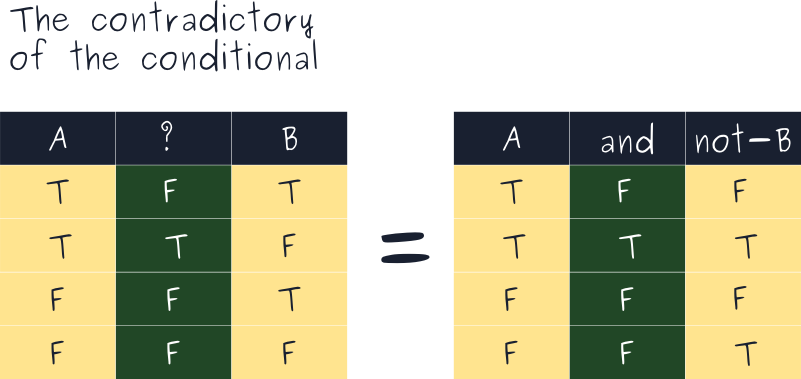 The contradictory
of the conditional
A ? B
T F T
T T F
F F T
F F F
=
A and not-B
T F F
T T T
F F F
F F T